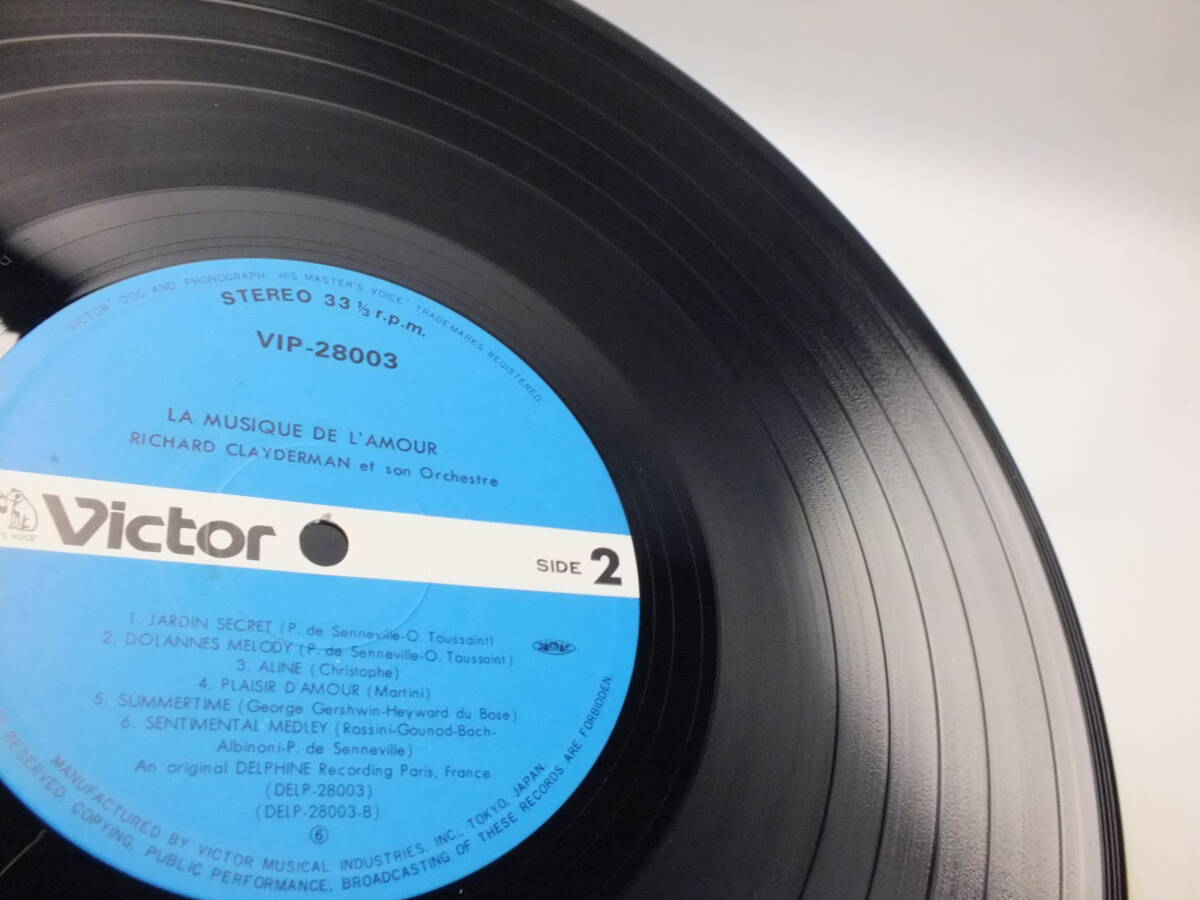 VICTOR" DOG AND PHONOGRAPH, "HIS MASTER'S VOICE" TRADEMARKS REGISTERED.
STEREO 33 ⅓ r.p.m.
VIP-28003
LA MUSIQUE DE L'AMOUR
RICHARD CLAYDERMAN et son Orchestre
'S VOICE"
Victor
SIDE 2
1. JARDIN SECRET (P. de Senneville-O. Toussaint)
2. DOLANNES MELODY (P. de Senneville-O. Toussaint)
3. ALINE (Christophe)
4. PLAISIR D'AMOUR (Martini)
5. SUMMERTIME (George Gershwin-Heyward du Bose)
6. SENTIMENTAL MEDLEY (Rossini-Gounod-Bach-
Albinoni-P. de Senneville)
An original DELPHINE Recording Paris, France
(DELP-28003)
(DELP-28003-B)
⑥
MANUFACTURED BY VICTOR MUSICAL INDUSTRIES, INC., TOKYO, JAPAN.
RESERVED. COPYING, PUBLIC PERFORMANCE, BROADCASTING OF THESE RECORDS ARE FORBIDDEN.